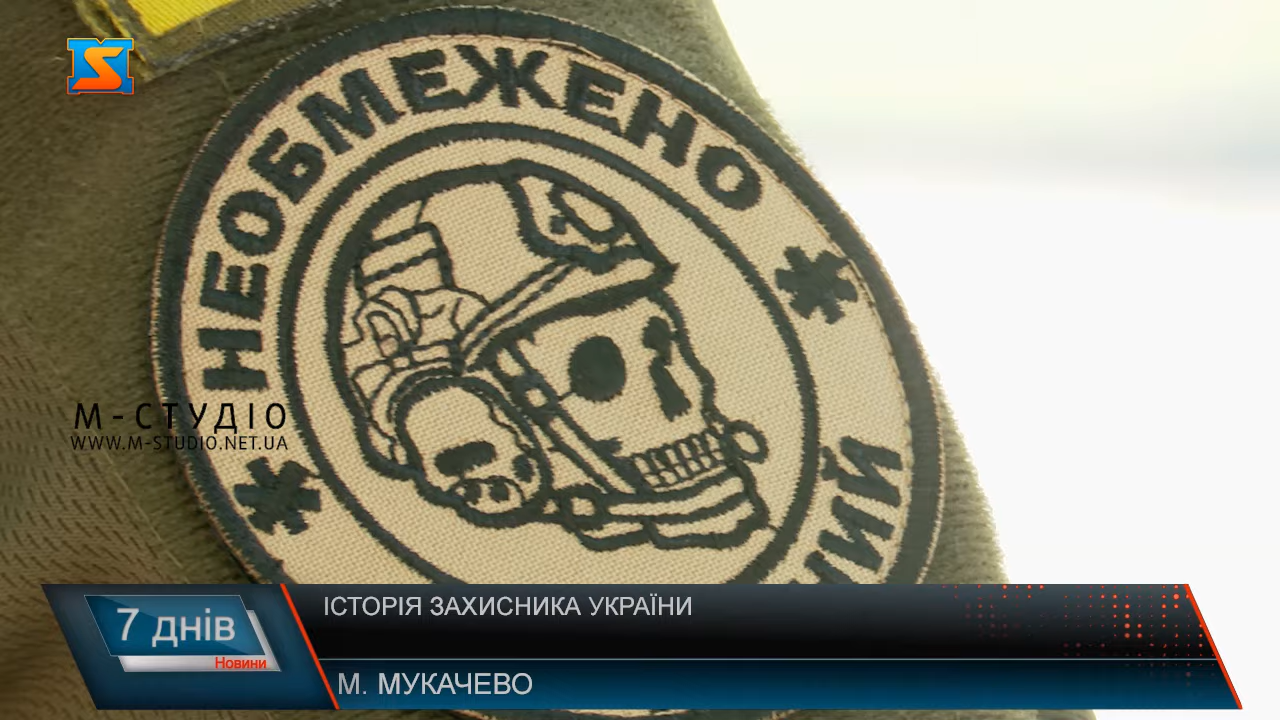 НЕОБМЕЖЕНО
М-СТУДІО
WWW.M-STUDIO.NET.UA
7 днів
Новини
ІСТОРІЯ ЗАХИСНИКА УКРАЇНИ
М. МУКАЧЕВО